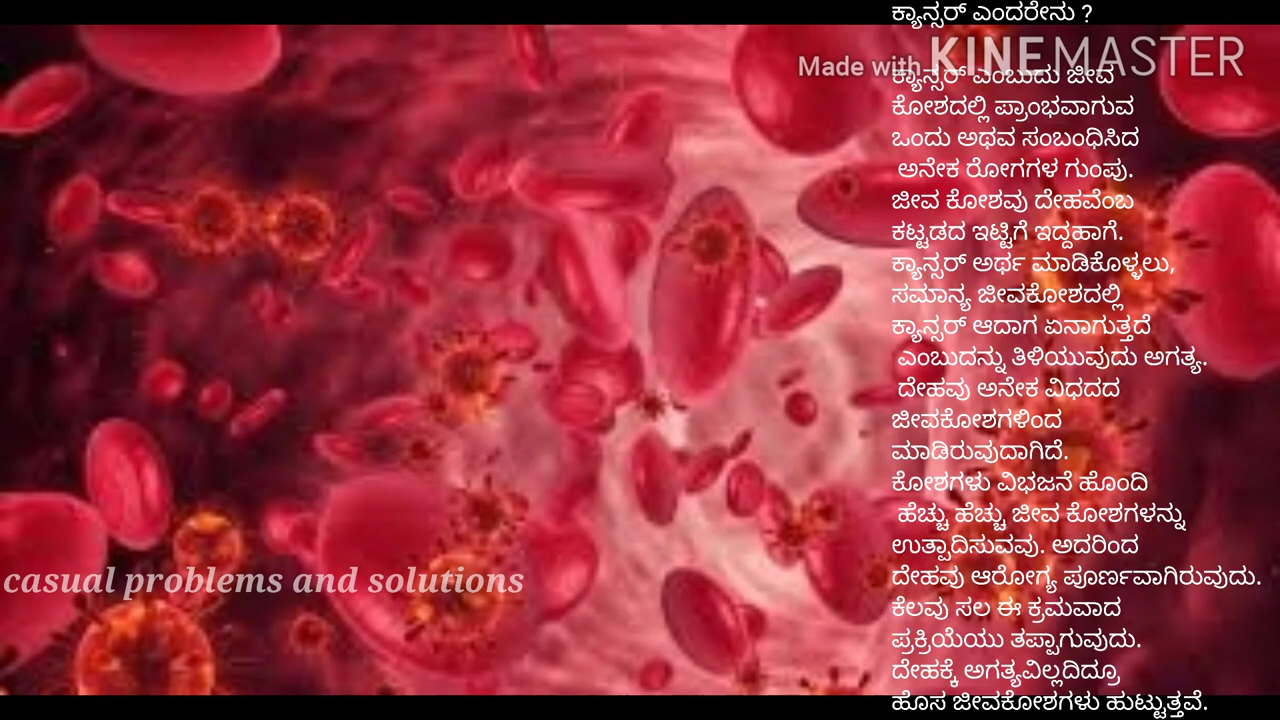 ಕ್ಯಾನ್ಸರ್ ಎಂದರೇನು ?
Made with KINEMASTER
ಕ್ಯಾನ್ಸರ್ ಎಂಬುದು ಜೀವ
ಕೋಶದಲ್ಲಿ ಪ್ರಾಂಭವಾಗುವ
ಒಂದು ಅಥವ ಸಂಬಂಧಿಸಿದ
ಅನೇಕ ರೋಗಗಳ ಗುಂಪು.
ಜೀವ ಕೋಶವು ದೇಹವೆಂಬ
ಕಟ್ಟಡದ ಇಟ್ಟಿಗೆ ಇದ್ದಹಾಗೆ.
ಕ್ಯಾನ್ಸರ್ ಅರ್ಥ ಮಾಡಿಕೊಳ್ಳಲು,
ಸಮಾನ್ಯ ಜೀವಕೋಶದಲ್ಲಿ
ಕ್ಯಾನ್ಸರ್ ಆದಾಗ ಏನಾಗುತ್ತದೆ
ಎಂಬುದನ್ನು ತಿಳಿಯುವುದು ಅಗತ್ಯ.
ದೇಹವು ಅನೇಕ ವಿಧದದ
ಜೀವಕೋಶಗಳಿಂದ
ಮಾಡಿರುವುದಾಗಿದೆ.
ಕೋಶಗಳು ವಿಭಜನೆ ಹೊಂದಿ
ಹೆಚ್ಚು ಹೆಚ್ಚು ಜೀವ ಕೋಶಗಳನ್ನು
ಉತ್ಪಾದಿಸುವವು. ಅದರಿಂದ
ದೇಹವು ಆರೋಗ್ಯ ಪೂರ್ಣವಾಗಿರುವುದು.
ಕೆಲವು ಸಲ ಈ ಕ್ರಮವಾದ
ಪ್ರಕ್ರಿಯೆಯು ತಪ್ಪಾಗುವುದು.
ದೇಹಕ್ಕೆ ಅಗತ್ಯವಿಲ್ಲದಿದ್ರೂ
ಹೊಸ ಜೀವಕೋಶಗಳು ಹುಟ್ಟುತ್ತವೆ.
casual problems and solutions